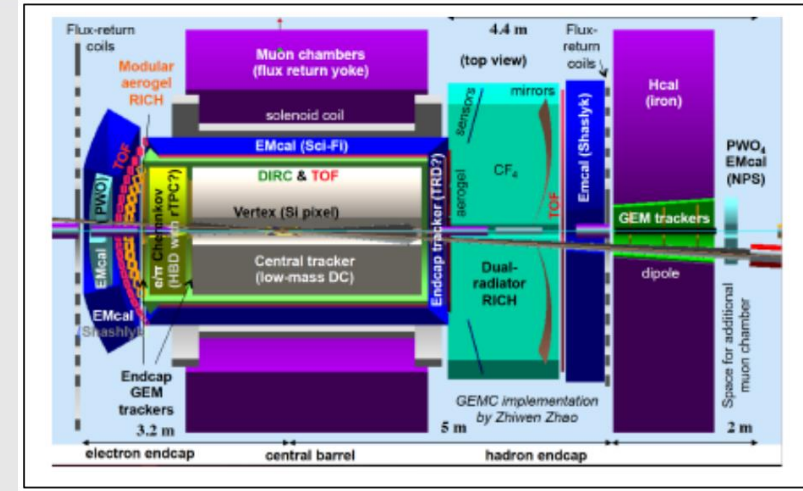 Flux-return
coils
Modular
aerogel
RICH
Muon chambers
(flux return yoke)
solenoid coil
4.4 m
(top view)
Flux-
return
coils
mirrors
sensors
Hcal
(iron)
TOF
EMcal (Sci-Fi)
DIRC & TOF
Vertex (Si pixel)
Central tracker
(low-mass DC)
EMcal (PWO)
e/π Cherenkov
(HBD with rTPC?)
Endcap tracker (TRD?)
aerogel
CF4
TOF
Emcal (Shaslyk)
PWO4
EMcal
(NPS)
GEM trackers
dipole
Dual-
radiator
RICH
EMcal
(Shashlyk)
Endcap
GEM
trackers
GEMC implementation
by Zhiwen Zhao
Space for additional
muon chamber
3.2 m
5 m
2 m
electron endcap
central barrel
hadron endcap